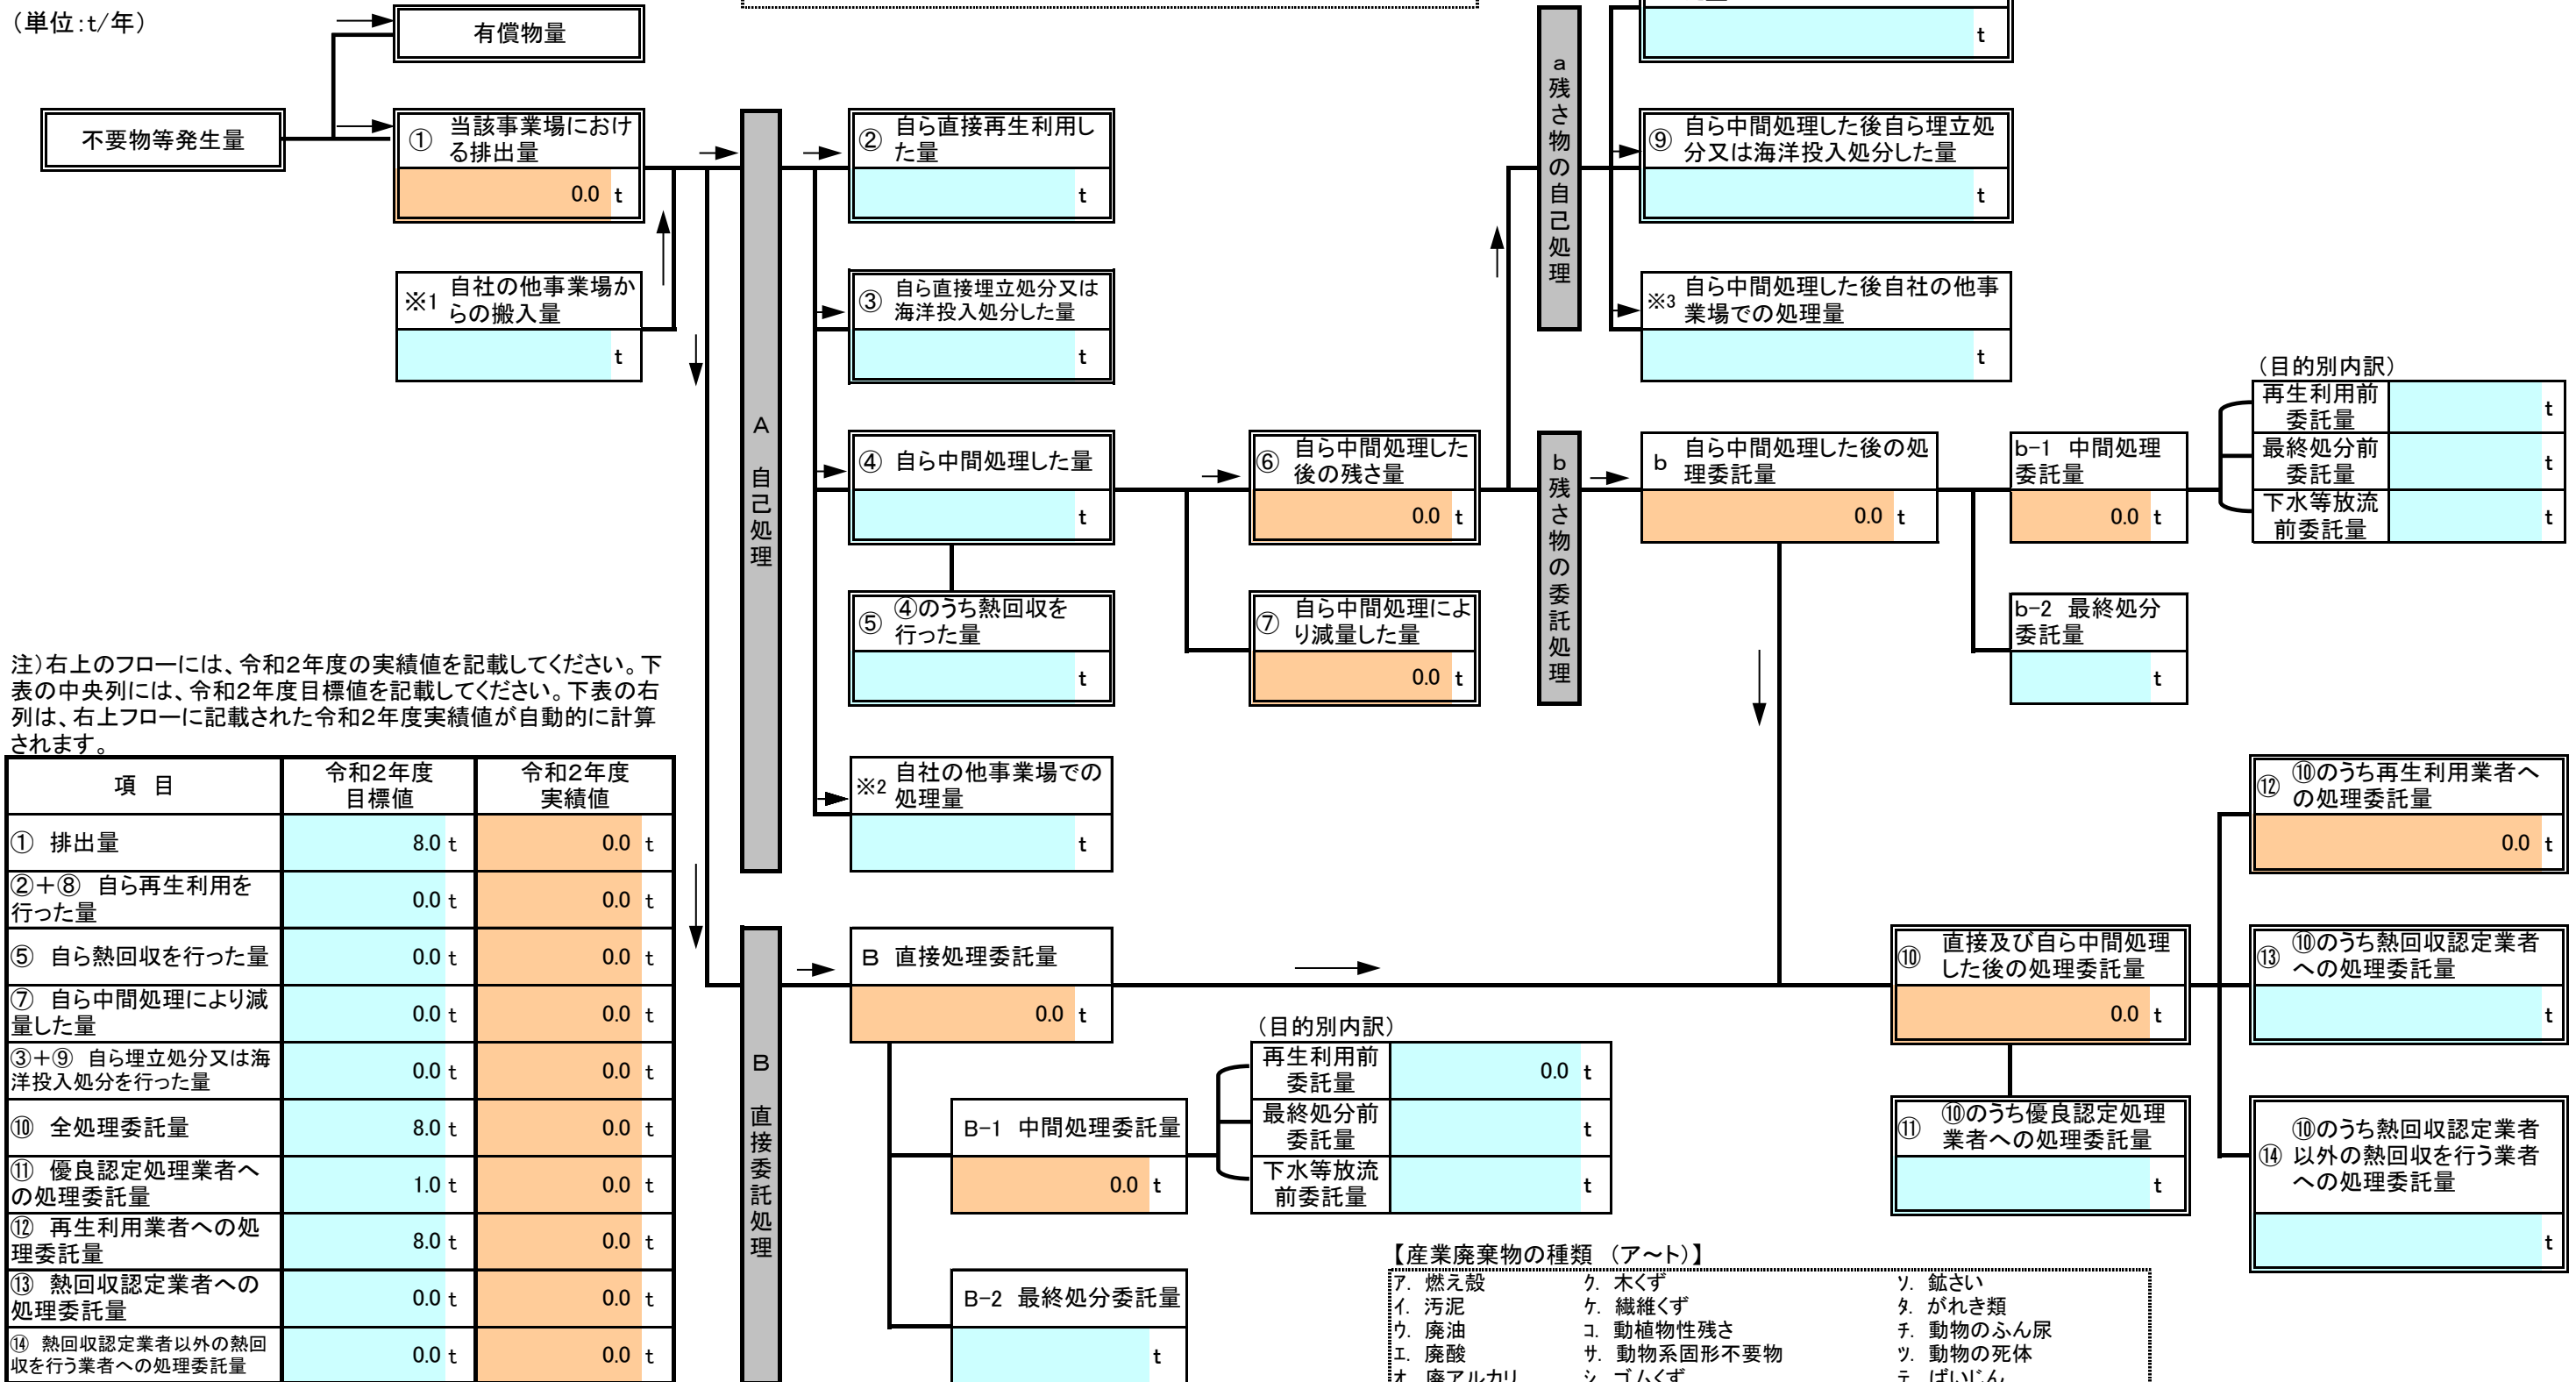 (単位:t/年)
有償物量
不要物等発生量
① 当該事業場におけ
る排出量
0.0 t
※1 自社の他事業場か
らの搬入量
t
A 自己処理
② 自ら直接再生利用し
た量
t
③ 自ら直接埋立処分又は
海洋投入処分した量
t
④ 自ら中間処理した量
t
⑤ ④のうち熱回収を
行った量
t
※2 自社の他事業場での
処理量
t
⑥ 自ら中間処理した
後の残さ量
0.0 t
⑦ 自ら中間処理によ
り減量した量
0.0 t
a 残さ物の自己処理
t
⑨ 自ら中間処理した後自ら埋立処
分又は海洋投入処分した量
t
※3 自ら中間処理した後自社の他事
業場での処理量
t
b 残さ物の委託処理
b 自ら中間処理した後の処
理委託量
0.0 t
b-1 中間処理
委託量
0.0 t
(目的別内訳)
再生利用前
委託量
t
最終処分前
委託量
t
下水等放流
前委託量
t
b-2 最終処分
委託量
t
注)右上のフローには、令和2年度の実績値を記載してください。下
表の中央列には、令和2年度目標値を記載してください。下表の右
列は、右上フローに記載された令和2年度実績値が自動的に計算
されます。
項 目 令和2年度 令和2年度
目標値 実績値
① 排出量 8.0 t 0.0 t
②+⑧ 自ら再生利用を
行った量 0.0 t 0.0 t
⑤ 自ら熱回収を行った量 0.0 t 0.0 t
⑦ 自ら中間処理により減
量した量 0.0 t 0.0 t
③+⑨ 自ら埋立処分又は海
洋投入処分を行った量 0.0 t 0.0 t
⑩ 全処理委託量 8.0 t 0.0 t
⑪ 優良認定処理業者へ
の処理委託量 1.0 t 0.0 t
⑫ 再生利用業者への処
理委託量 8.0 t 0.0 t
⑬ 熱回収認定業者への
処理委託量 0.0 t 0.0 t
⑭ 熱回収認定業者以外の熱回
収を行う業者への処理委託量 0.0 t 0.0 t
B 直接委託処理
B 直接処理委託量
0.0 t
B-1 中間処理委託量
0.0 t
(目的別内訳)
再生利用前
委託量
0.0 t
最終処分前
委託量
t
下水等放流
前委託量
t
B-2 最終処分委託量
t
⑩ 直接及び自ら中間処理
した後の処理委託量
0.0 t
⑪ ⑩のうち優良認定処理
業者への処理委託量
t
⑫ ⑩のうち再生利用業者へ
の処理委託量
0.0 t
⑬ ⑩のうち熱回収認定業者
への処理委託量
t
⑭ ⑩のうち熱回収認定業者
以外の熱回収を行う業者
への処理委託量
t
【産業廃棄物の種類 (ア~ト)】
ア. 燃え殻 ク. 木くず ソ. 鉱さい
イ. 汚泥 ケ. 繊維くず タ. がれき類
ウ. 廃油 コ. 動植物性残さ チ. 動物のふん尿
エ. 廃酸 サ. 動物系固形不要物 ツ. 動物の死体
オ. 廃アルカリ シ. ゴムくず テ. ばいじん